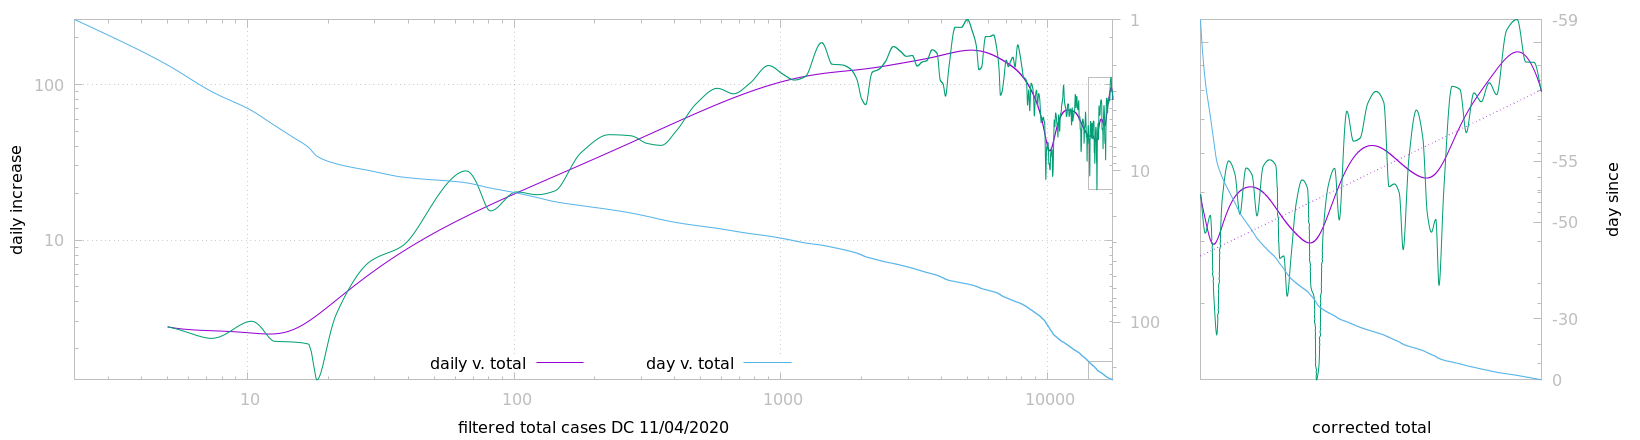 1
-59
100
daily increase
10
-55
day since
10
-50
100
-30
daily v. total
day v. total
0
10
100
1000
10000
filtered total cases DC 11/04/2020
corrected total